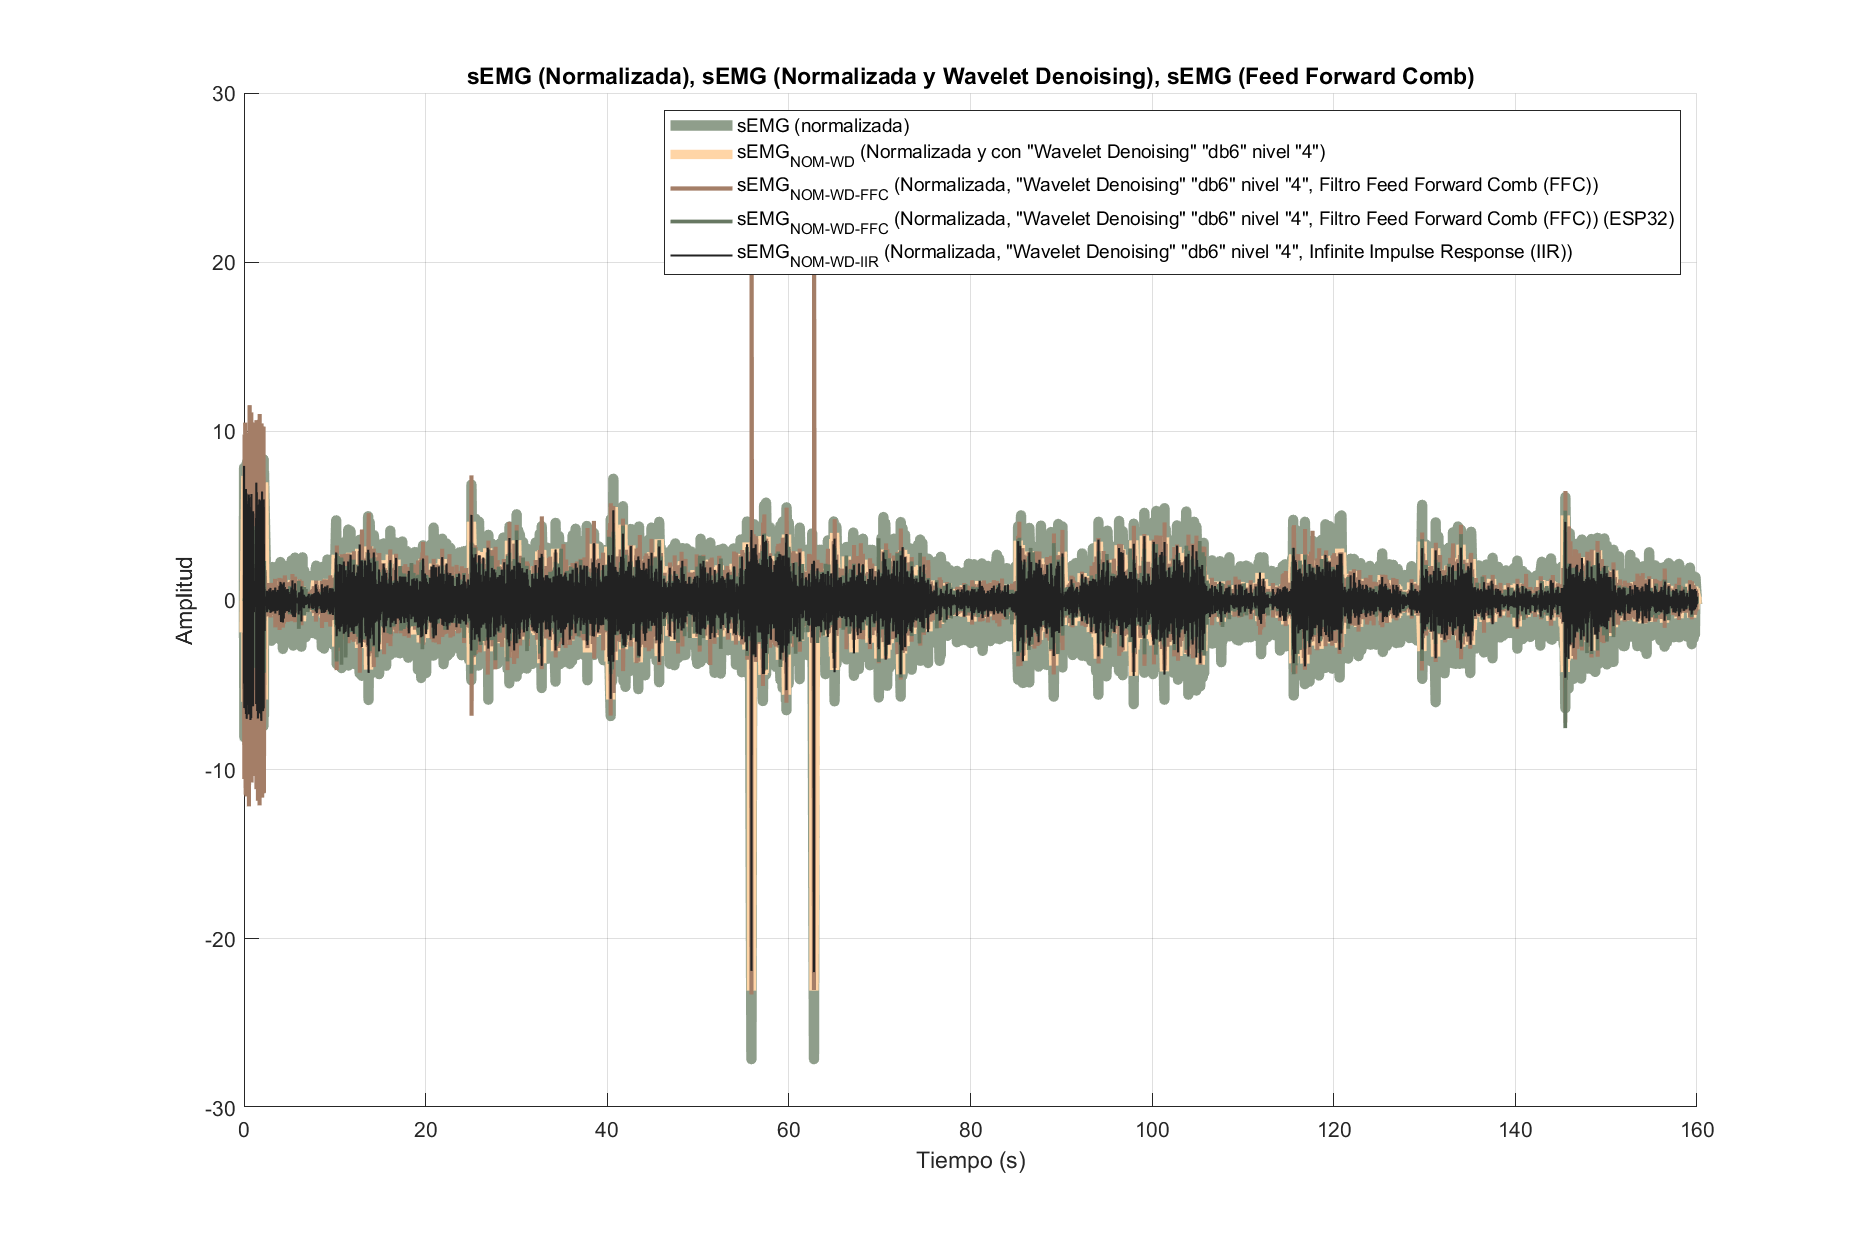 sEMG (Normalizada), sEMG (Normalizada y Wavelet Denoising), sEMG (Feed Forward Comb)
sEMG (normalizada)
sEMG_NOM-WD (Normalizada y con "Wavelet Denoising" "db6" nivel "4")
sEMG_NOM-WD-FFC (Normalizada, "Wavelet Denoising" "db6" nivel "4", Filtro Feed Forward Comb (FFC))
sEMG_NOM-WD-FFC (Normalizada, "Wavelet Denoising" "db6" nivel "4", Filtro Feed Forward Comb (FFC)) (ESP32)
sEMG_NOM-WD-IIR (Normalizada, "Wavelet Denoising" "db6" nivel "4", Infinite Impulse Response (IIR))
30
20
10
0
-10
-20
-30
Amplitud
0 20 40 60 80 100 120 140 160
Tiempo (s)